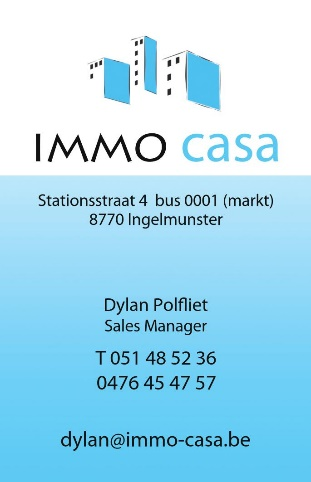 IMMO casa
Stationsstraat 4 bus 0001 (markt)
8770 Ingelmunster
Dylan Polfliet
Sales Manager
T 051 48 52 36
0476 45 47 57
dylan@immo-casa.be